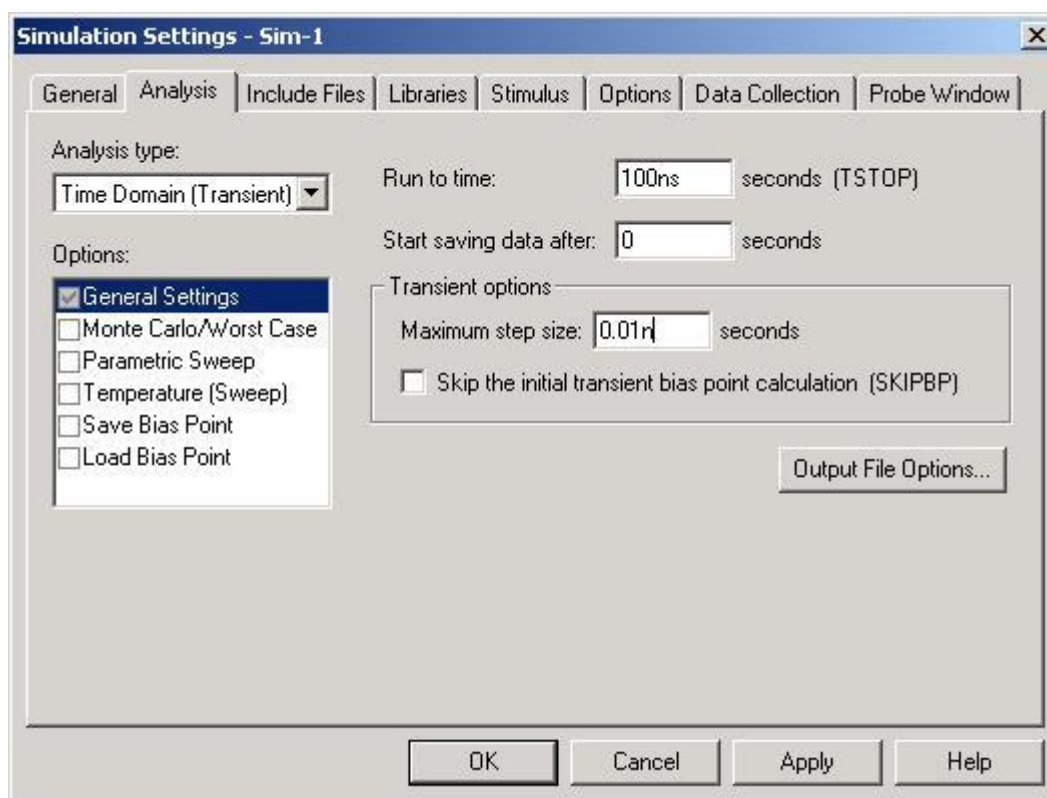 Simulation Settings - Sim-1
General Analysis Include Files Libraries Stimulus Options Data Collection Probe Window
Analysis type:
Time Domain (Transient)
Options:
General Settings
Monte Carlo/Worst Case
Parametric Sweep
Temperature (Sweep)
Save Bias Point
Load Bias Point
Run to time: 100ns seconds (TSTOP)
Start saving data after: 0 seconds
Transient options
Maximum step size: 0.01n seconds
Skip the initial transient bias point calculation (SKIPBP)
Output File Options...
OK Cancel Apply Help